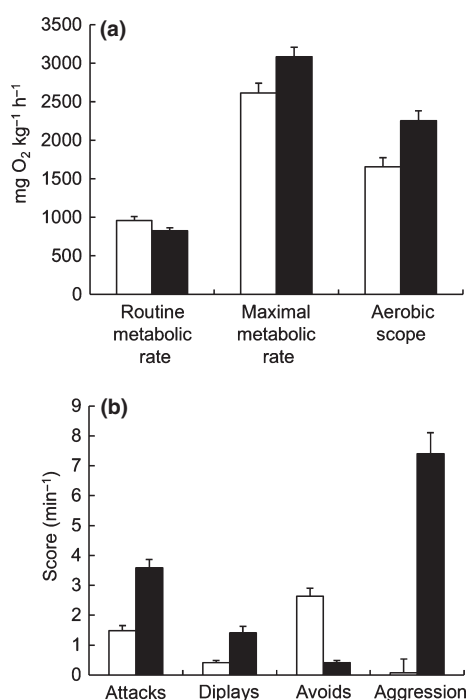 (a)
3500
3000
2500
2000
1500
1000
500
0
mg O₂ kg⁻¹ h⁻¹
Routine metabolic rate
Maximal metabolic rate
Aerobic scope
(b)
9
8
7
6
5
4
3
2
1
0
Score (min⁻¹)
Attacks
Diplays
Avoids
Aggression